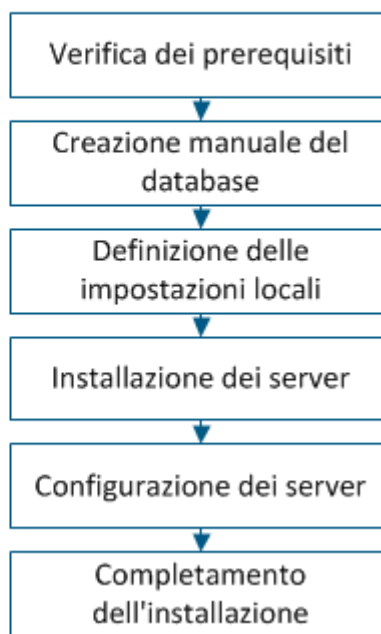 Verifica dei prerequisiti
Creazione manuale del
database
Definizione delle
impostazioni locali
Installazione dei server
Configurazione dei server
Completamento
dell'installazione